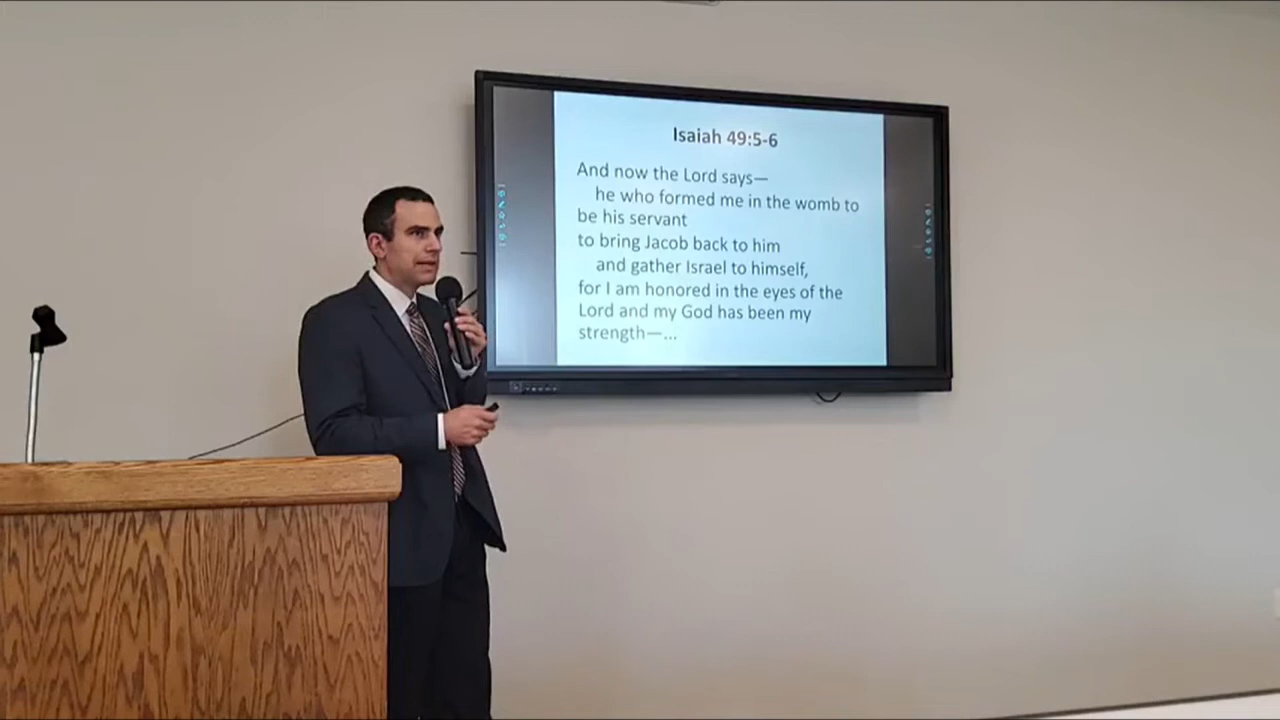 Isaiah 49:5-6
And now the Lord says—
he who formed me in the womb to
be his servant
to bring Jacob back to him
and gather Israel to himself,
for I am honored in the eyes of the
Lord and my God has been my
strength—...